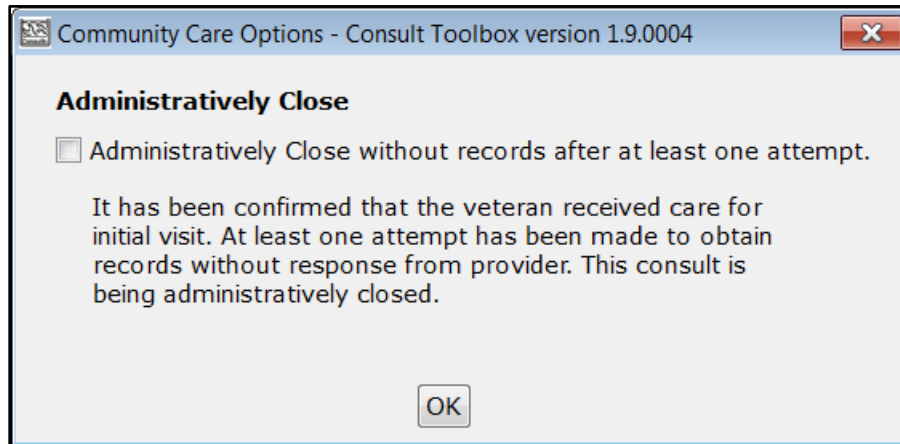 Community Care Options - Consult Toolbox version 1.9.0004
Administratively Close
Administratively Close without records after at least one attempt.
It has been confirmed that the veteran received care for
initial visit. At least one attempt has been made to obtain
records without response from provider. This consult is
being administratively closed.
OK